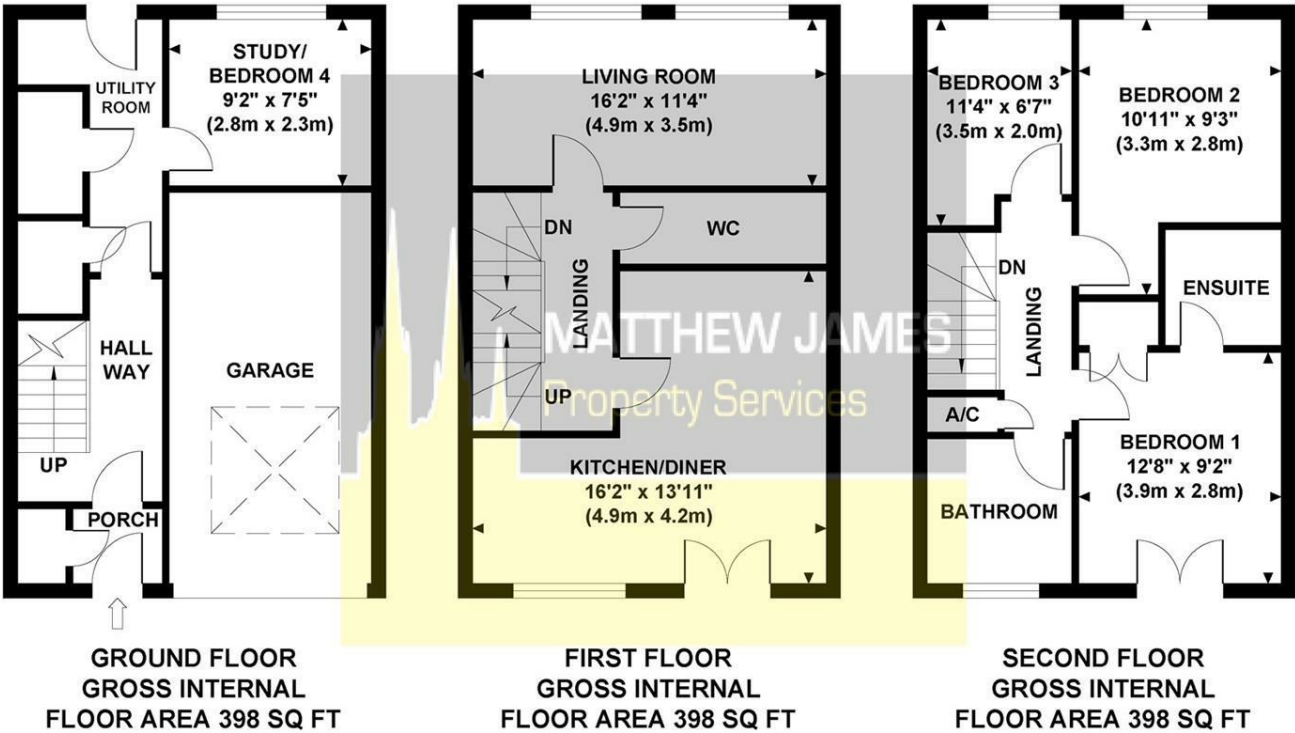 UTILITY
ROOM
STUDY/
BEDROOM 4
9'2" x 7'5"
(2.8m x 2.3m)
HALL
WAY
GARAGE
UP
PORCH
GROUND FLOOR
GROSS INTERNAL
FLOOR AREA 398 SQ FT
LIVING ROOM
16'2" x 11'4"
(4.9m x 3.5m)
DN
WC
LANDING
UP
MATTHEW JAMES
Property Services
KITCHEN/DINER
16'2" x 13'11"
(4.9m x 4.2m)
FIRST FLOOR
GROSS INTERNAL
FLOOR AREA 398 SQ FT
BEDROOM 3
11'4" x 6'7"
(3.5m x 2.0m)
BEDROOM 2
10'11" x 9'3"
(3.3m x 2.8m)
DN
ENSUITE
LANDING
A/C
BEDROOM 1
12'8" x 9'2"
(3.9m x 2.8m)
BATHROOM
SECOND FLOOR
GROSS INTERNAL
FLOOR AREA 398 SQ FT